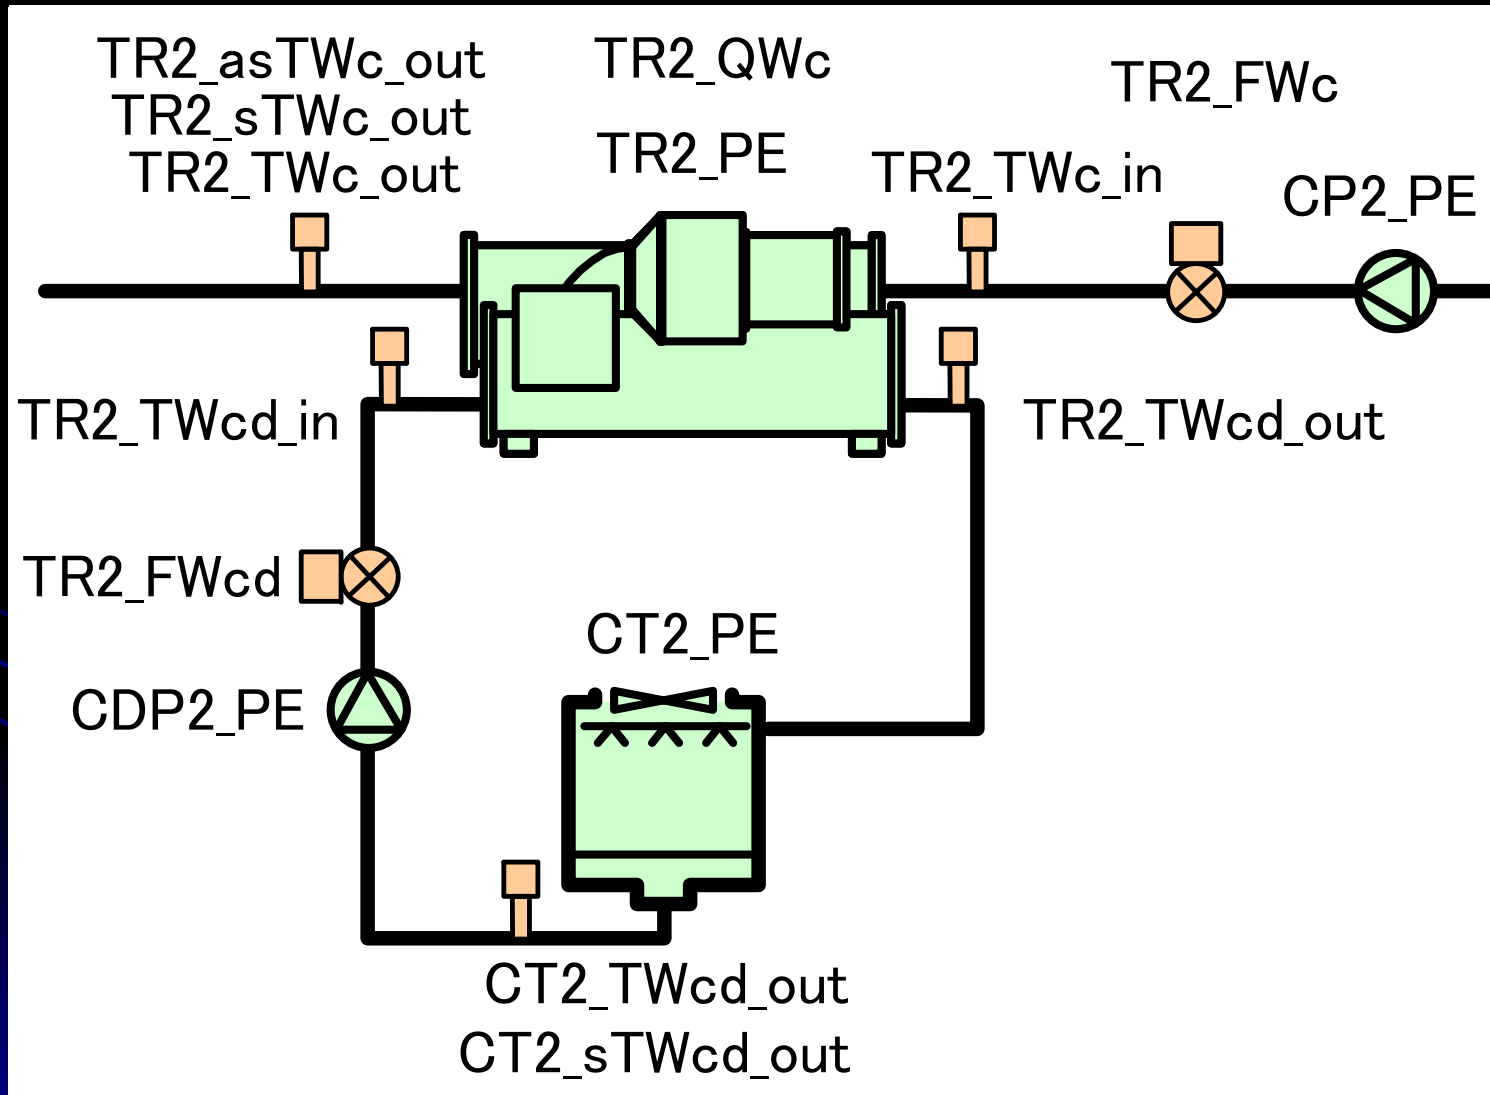 TR2_asTWc_out
TR2_sTWc_out
TR2_TWc_out
TR2_QWc
TR2_PE
TR2_TWc_in
TR2_FWc
CP2_PE
TR2_TWcd_in
TR2_TWcd_out
TR2_FWcd
CT2_PE
CDP2_PE
CT2_TWcd_out
CT2_sTWcd_out